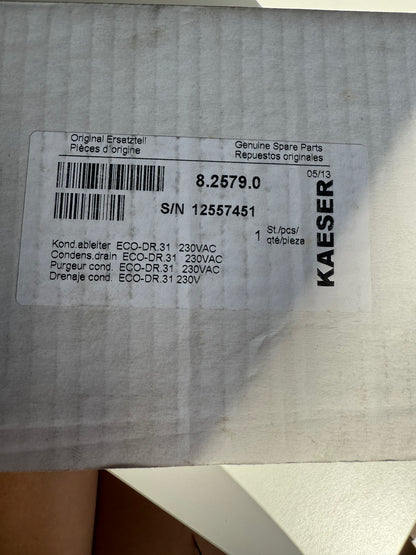 Original Ersatzteil
Pièces d'origine
Genuine Spare Parts
Repuestos originales
8.2579.0
05/13
S/N 12557451
1 St./pcs/
qté/pieza
KAESER
Kond.ableiter ECO-DR.31 230VAC
Condens.drain ECO-DR.31 230VAC
Purgeur cond. ECO-DR.31 230VAC
Drenaje cond. ECO-DR.31 230V